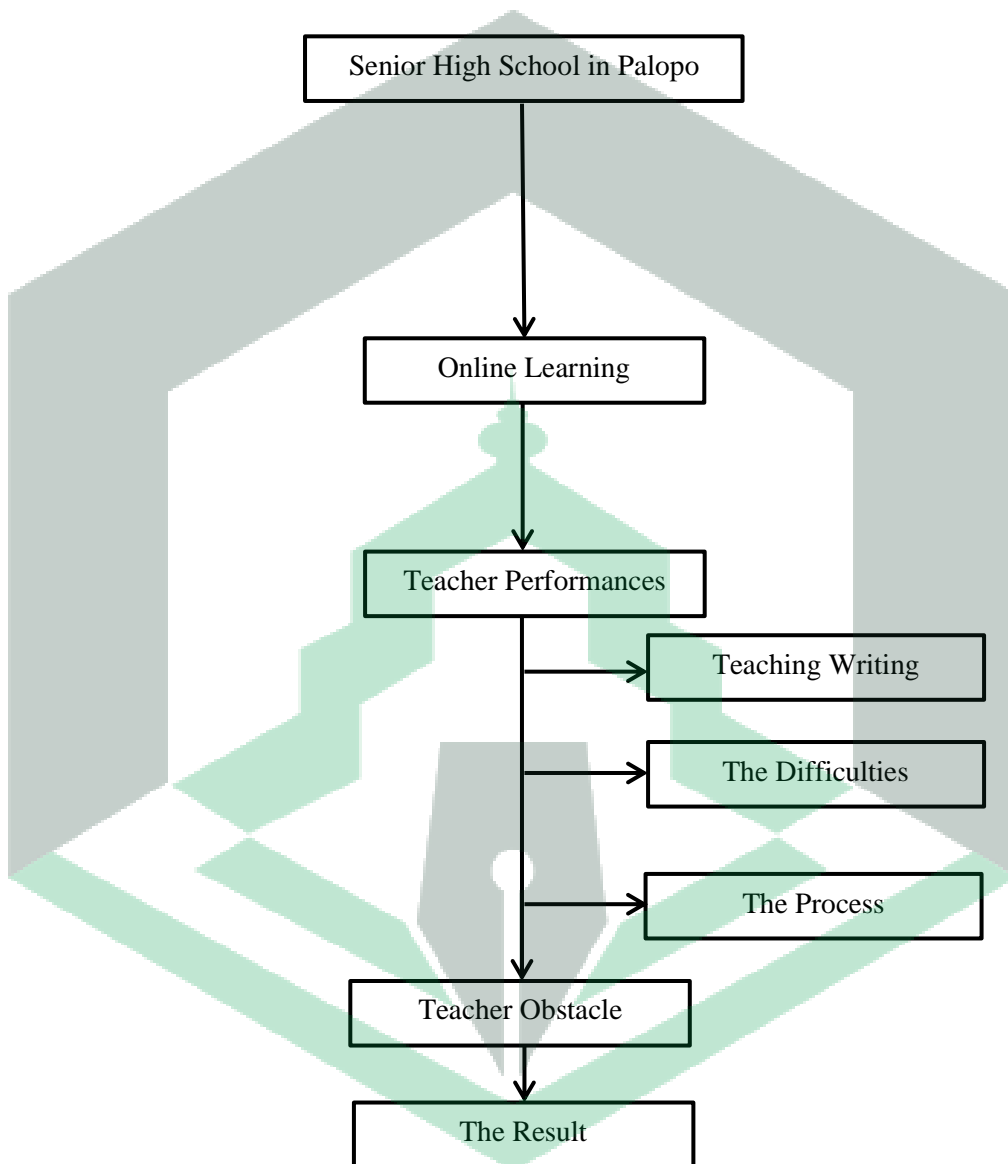 Senior High School in Palopo
Online Learning
Teacher Performances
Teaching Writing
The Difficulties
The Process
Teacher Obstacle
The Result